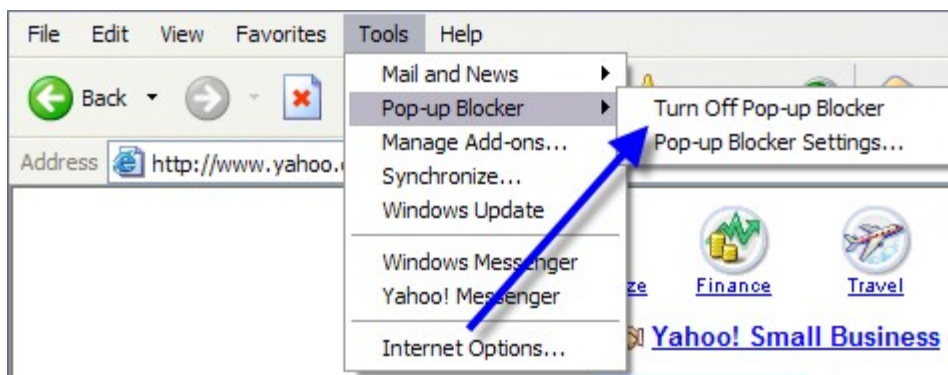 File Edit View Favorites Tools Help
Back
Address http://www.yahoo.
Mail and News
Pop-up Blocker
Manage Add-ons...
Synchronize...
Windows Update
Windows Messenger
Yahoo! Messenger
Internet Options...
Turn Off Pop-up Blocker
Pop-up Blocker Settings...
Finance
Travel
Yahoo! Small Business